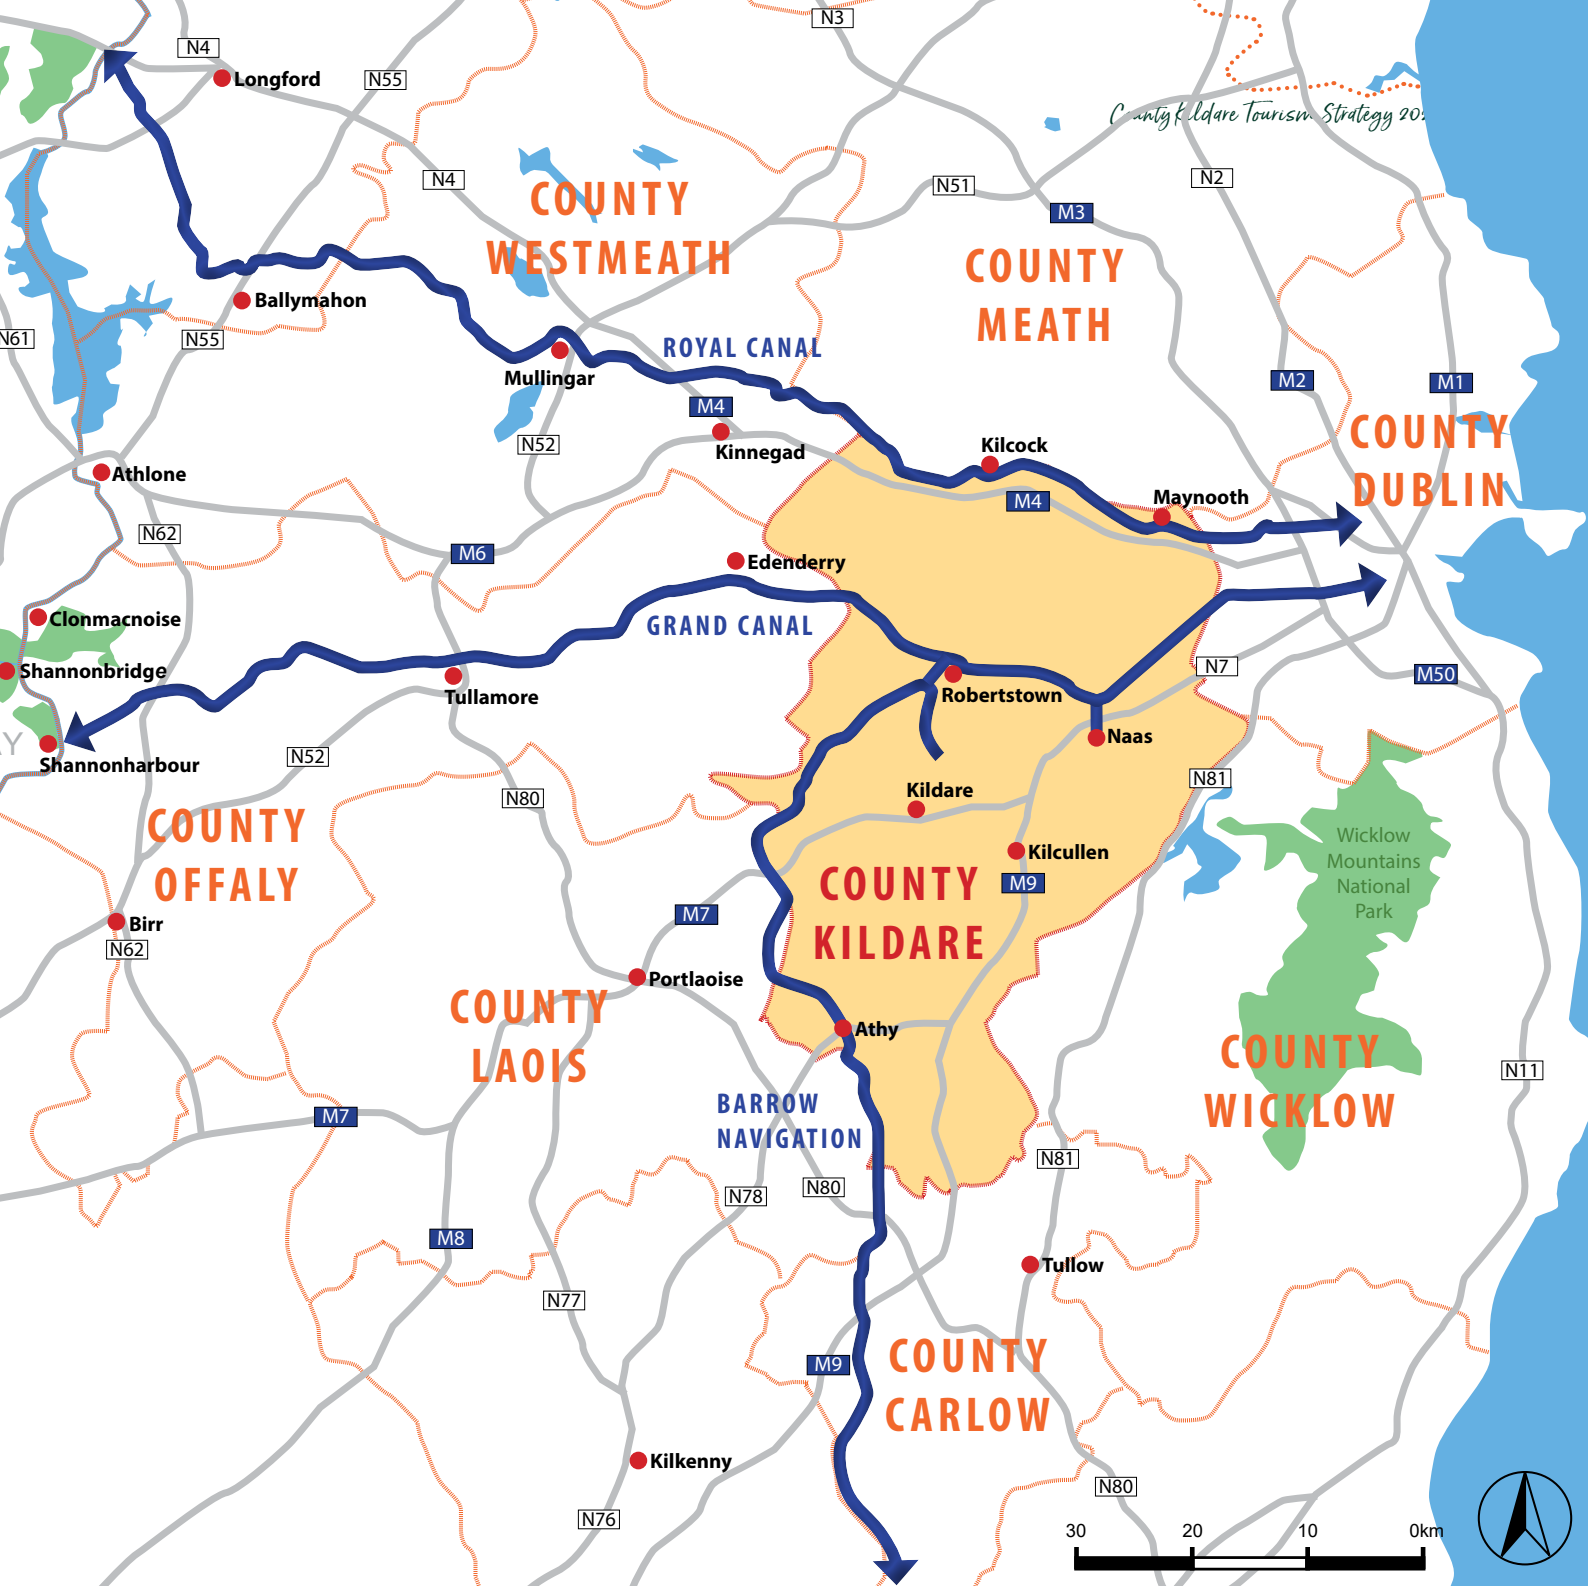 N3
N4
Longford
N55
County Kildare Tourism Strategy
N4
COUNTY
WESTMEATH
N51
N2
M3
COUNTY
MEATH
Ballymahon
N61
N55
ROYAL CANAL
Mullingar
M4
M2
M1
Kinnegad
N52
Kilcock
COUNTY
DUBLIN
Athlone
M4
Maynooth
N62
M6
Edenderry
Clonmacnoise
GRAND CANAL
Shannonbridge
N7
M50
Tullamore
Robertstown
Naas
Y
Shannonharbour
N52
N80
N81
Kildare
COUNTY
OFFALY
Wicklow
Mountains
National
Park
Kilcullen
COUNTY
KILDARE
M9
M7
Birr
N62
Portlaoise
COUNTY
LAOIS
Athy
COUNTY
WICKLOW
N11
BARROW
NAVIGATION
M7
N81
N80
N78
M8
Tullow
N77
M9
COUNTY
CARLOW
Kilkenny
N80
N76
30 20 10 0km